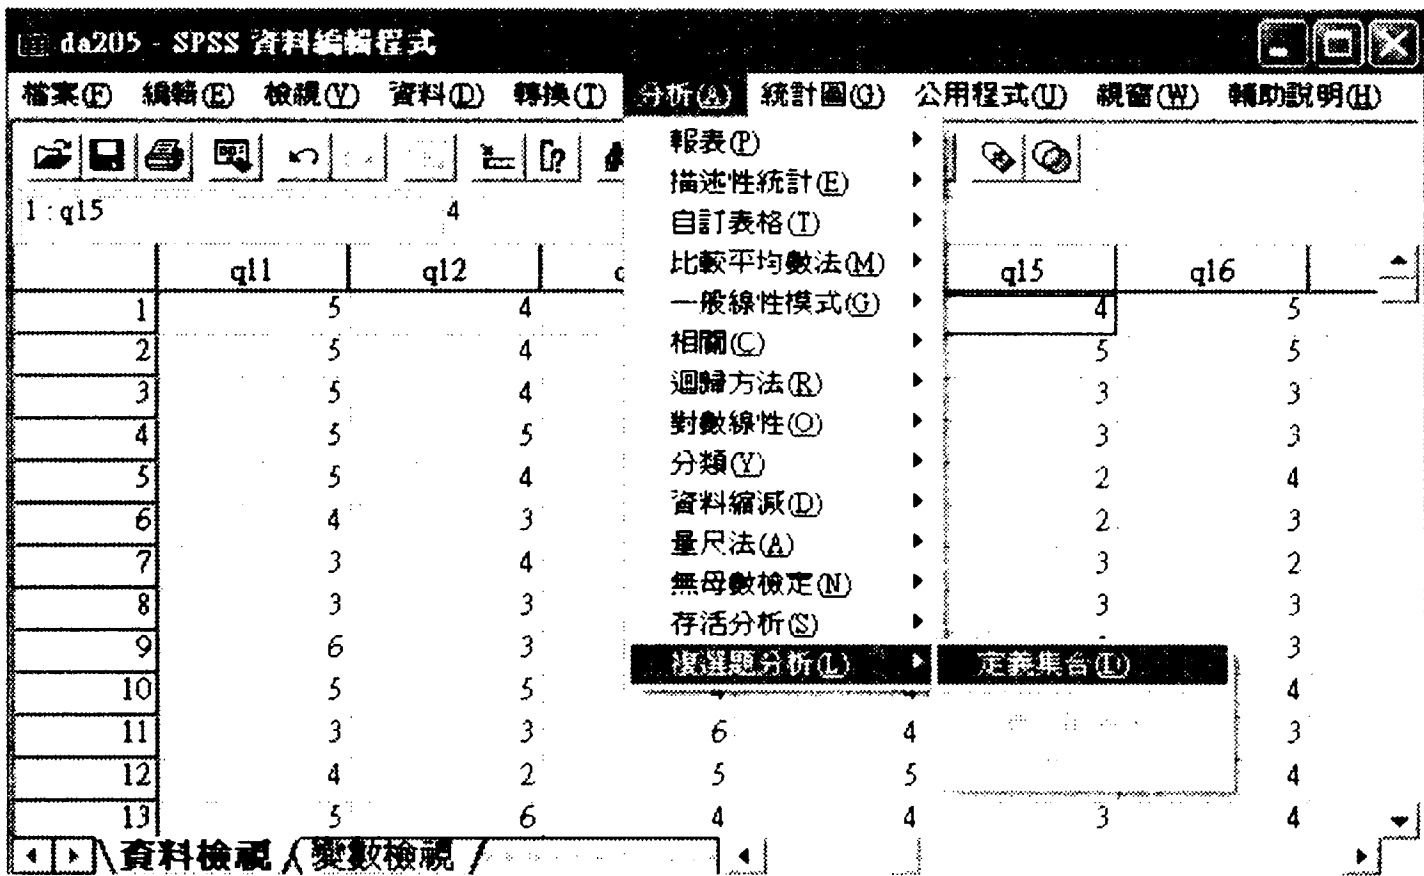 da205 - SPSS 資料編輯程式
檔案(F) 編輯(E) 檢視(V) 資料(D) 轉換(T) 分析(A) 統計圖(G) 公用程式(U) 視窗(W) 輔助說明(H)
報表(P)
描述性統計(E)
自訂表格(T)
比較平均數法(M)
一般線性模式(G)
相關(C)
迴歸方法(R)
對數線性(O)
分類(Y)
資料縮減(D)
量尺法(A)
無母數檢定(N)
存活分析(S)
複選題分析(L)
定義集合(D)
1 : q15 4
q11 q12 q15 q16
1 5 4 4 5
2 5 4 5 5
3 5 4 3 3
4 5 5 3 3
5 5 4 2 4
6 4 3 2 3
7 3 4 3 2
8 3 3 3 3
9 6 3 3
10 5 5 4
11 3 3 6 4 3
12 4 2 5 5 4
13 5 6 4 4 3 4
資料檢視 變數檢視